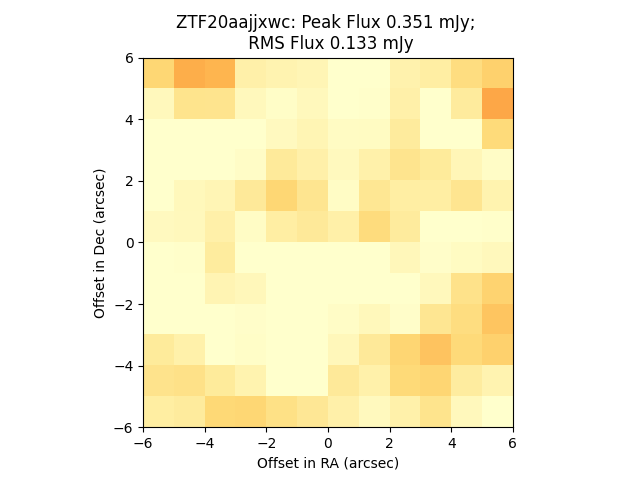 ZTF20aajjxwc: Peak Flux 0.351 mJy;
RMS Flux 0.133 mJy
6
4
2
0
−2
−4
−6
Offset in Dec (arcsec)
−6 −4 −2 0 2 4 6
Offset in RA (arcsec)